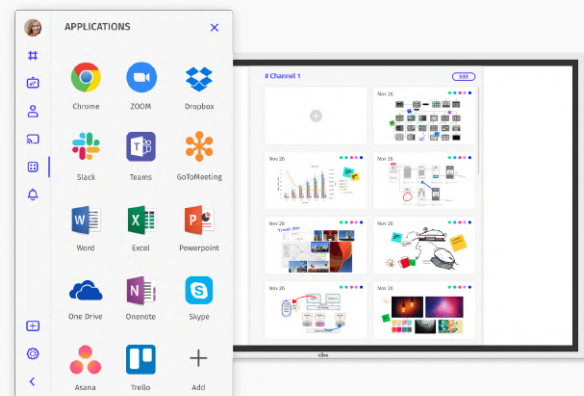 APPLICATIONS
Chrome
ZOOM
Dropbox
Slack
Teams
GoToMeeting
Word
Excel
Powerpoint
One Drive
Onenote
Skype
Asana
Trello
Add
# Channel 1
Edit
Nov 26
Nov 26
Nov 26
Nov 26
Nov 26
Nov 26
Nov 26
vibe